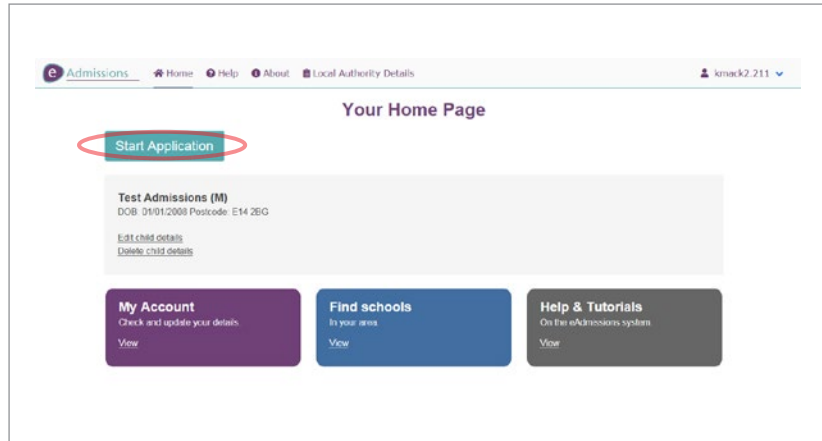 e Admissions Home Help About Local Authority Details kmack2.211
Your Home Page
Start Application
Test Admissions (M)
DOB: 01/01/2008 Postcode: E14 2BG
Edit child details
Delete child details
My Account
Check and update your details.
View
Find schools
In your area.
View
Help & Tutorials
On the eAdmissions system.
View